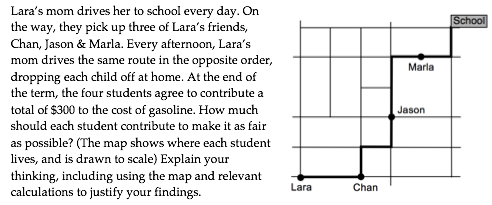 Lara's mom drives her to school every day. On
the way, they pick up three of Lara's friends,
Chan, Jason & Marla. Every afternoon, Lara's
mom drives the same route in the opposite order,
dropping each child off at home. At the end of
the term, the four students agree to contribute a
total of $300 to the cost of gasoline. How much
should each student contribute to make it as fair
as possible? (The map shows where each student
lives, and is drawn to scale) Explain your
thinking, including using the map and relevant
calculations to justify your findings.
School
Marla
Jason
Lara
Chan